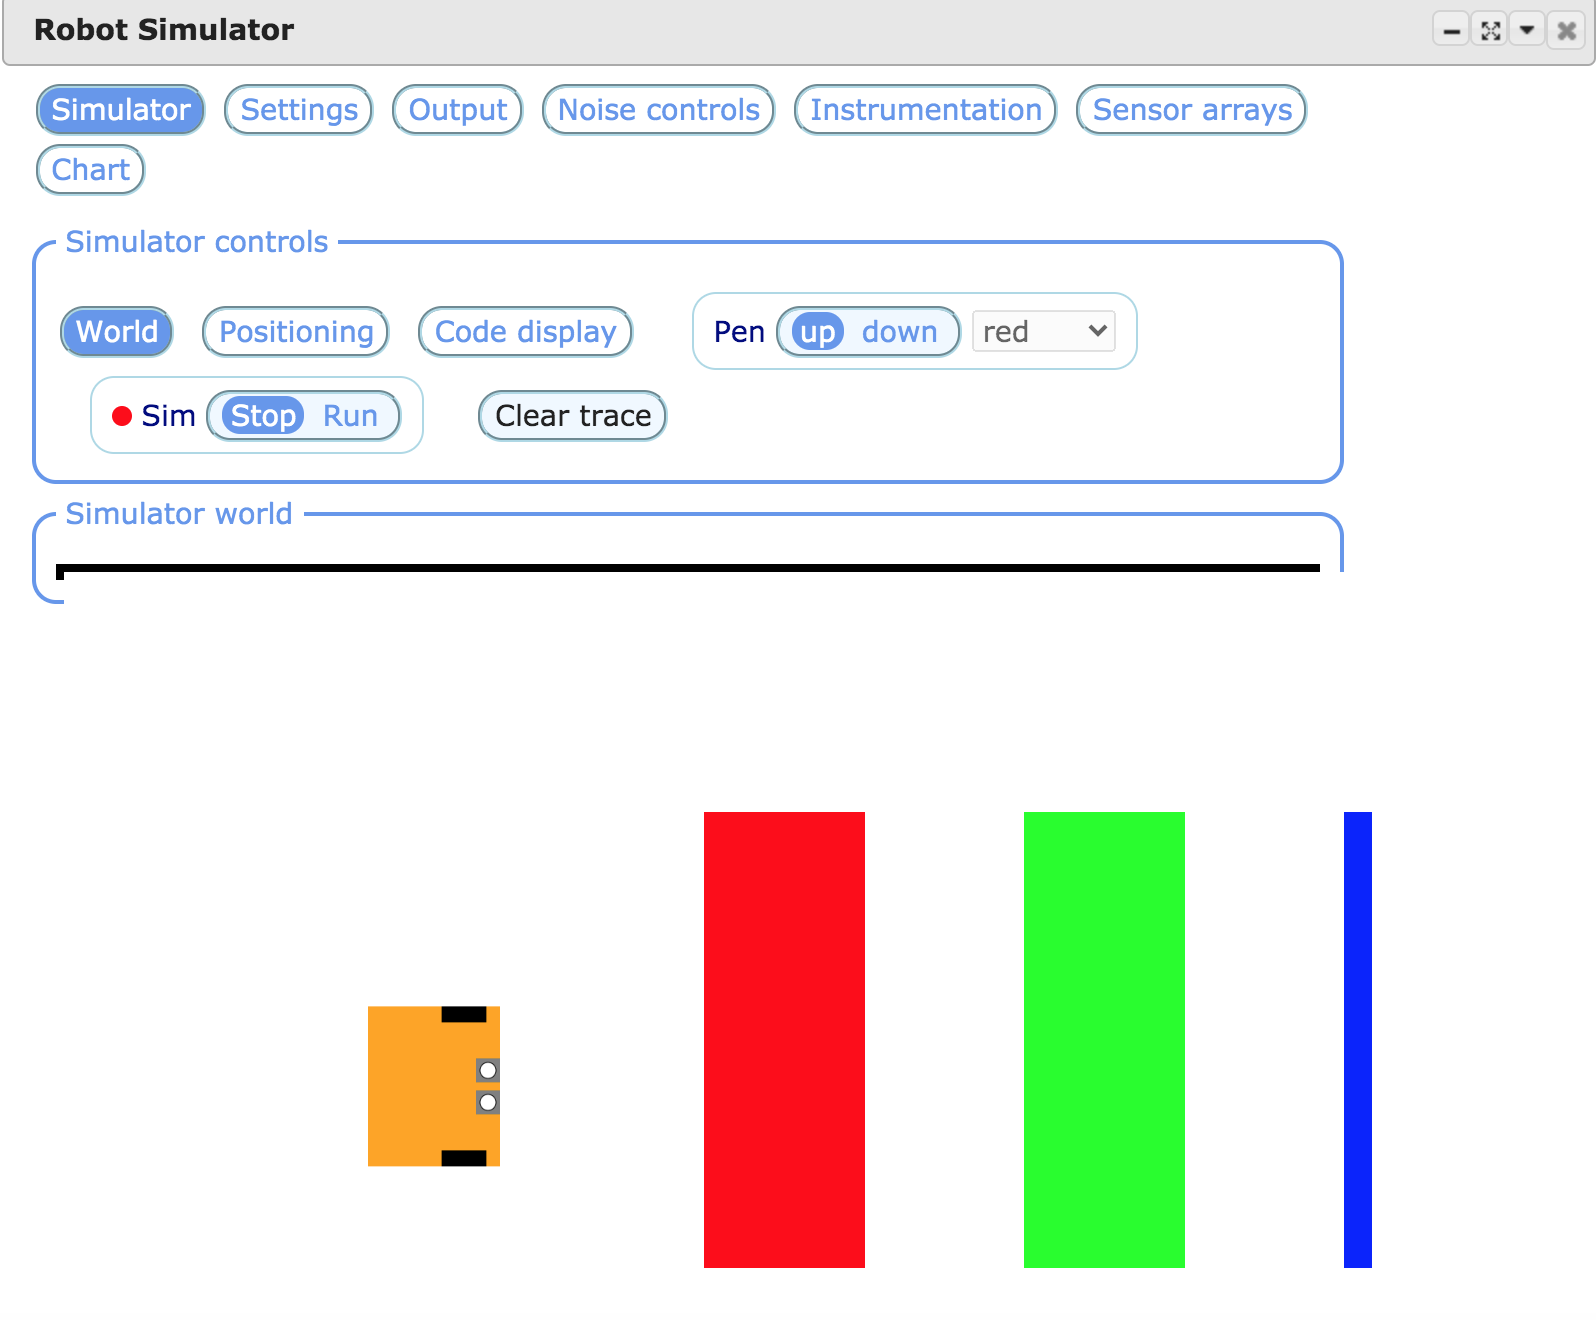 Robot Simulator
Simulator Settings Output Noise controls Instrumentation Sensor arrays
Chart
Simulator controls
World Positioning Code display Pen up down red
Sim Stop Run Clear trace
Simulator world